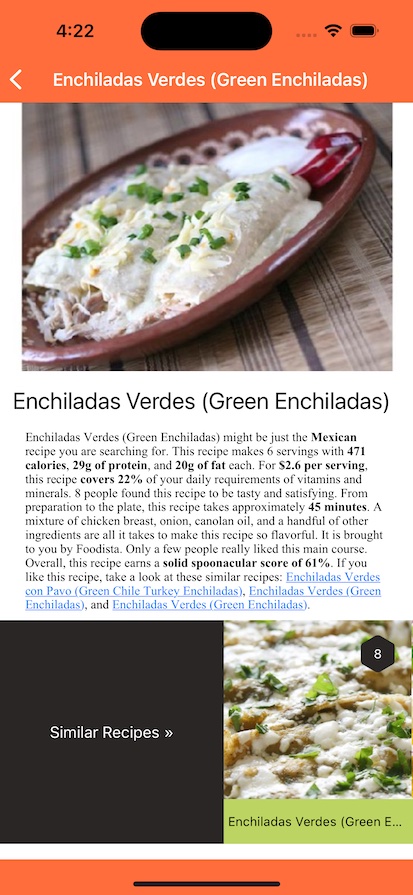 4:22
Enchiladas Verdes (Green Enchiladas)
Enchiladas Verdes (Green Enchiladas)
Enchiladas Verdes (Green Enchiladas) might be just the Mexican
recipe you are searching for. This recipe makes 6 servings with 471
calories, 29g of protein, and 20g of fat each. For $2.6 per serving,
this recipe covers 22% of your daily requirements of vitamins and
minerals. 8 people found this recipe to be tasty and satisfying. From
preparation to the plate, this recipe takes approximately 45 minutes. A
mixture of chicken breast, onion, canolan oil, and a handful of other
ingredients are all it takes to make this recipe so flavorful. It is brought
to you by Foodista. Only a few people really liked this main course.
Overall, this recipe earns a solid spoonacular score of 61%. If you
like this recipe, take a look at these similar recipes: Enchiladas Verdes
con Pavo (Green Chile Turkey Enchiladas), Enchiladas Verdes (Green
Enchiladas), and Enchiladas Verdes (Green Enchiladas).
8
Similar Recipes »
Enchiladas Verdes (Green E...